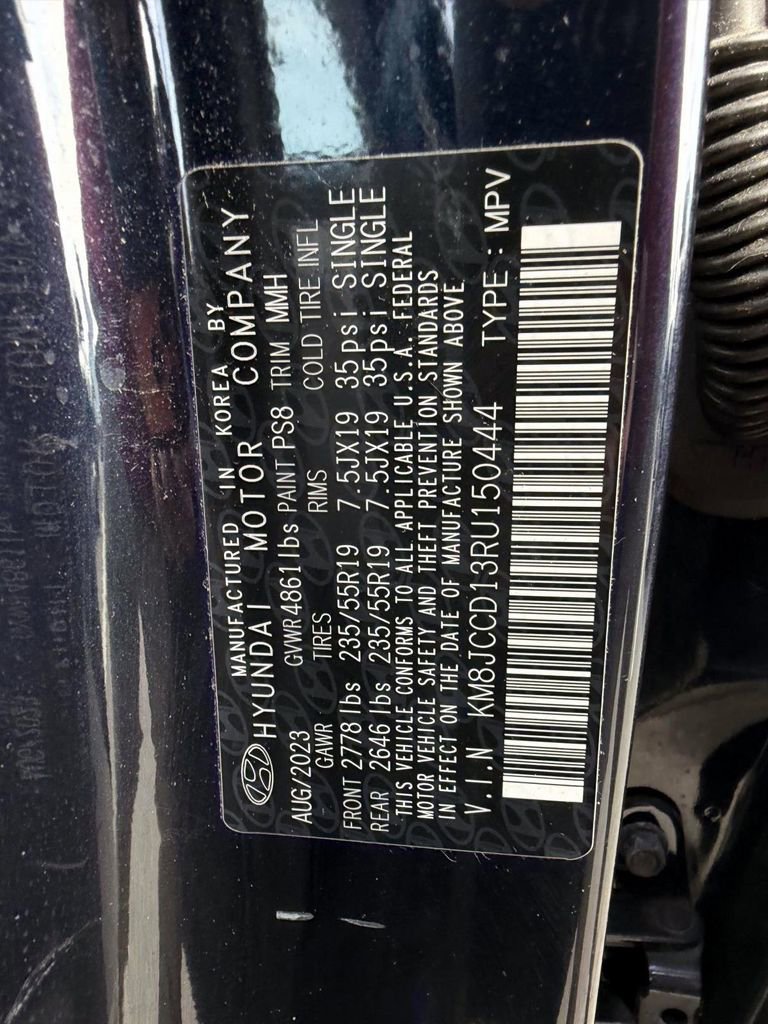 MANUFACTURED IN KOREA BY
HYUNDAI MOTOR COMPANY
AUG/2023 GVWR 4861 lbs PAINT PS8 TRIM MMH
GAWR TIRES RIMS COLD TIRE INFL
FRONT 2778 lbs 235/55R19 7.5JX19 35psi SINGLE
REAR 2646 lbs 235/55R19 7.5JX19 35psi SINGLE
THIS VEHICLE CONFORMS TO ALL APPLICABLE U.S.A. FEDERAL
MOTOR VEHICLE SAFETY AND THEFT PREVENTION STANDARDS
IN EFFECT ON THE DATE OF MANUFACTURE SHOWN ABOVE.
V.I.N KM8JCCD13RU150444 TYPE : MPV